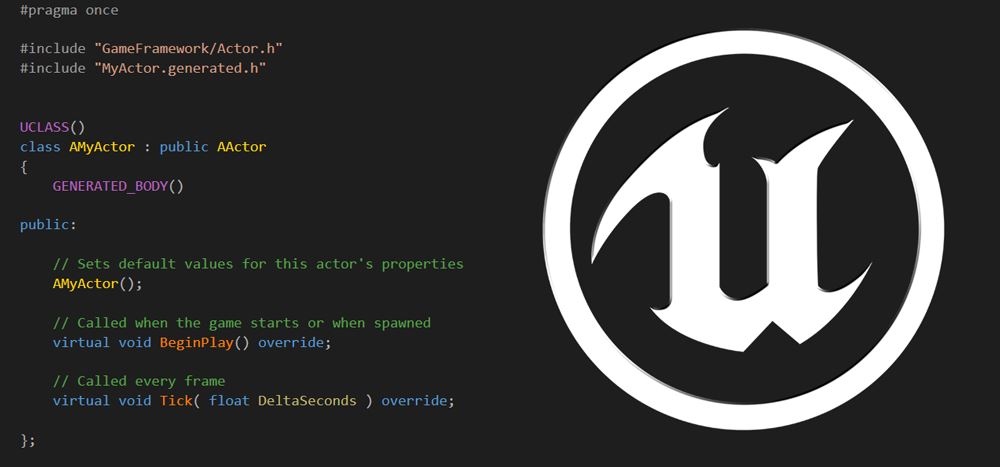 #pragma once
#include "GameFramework/Actor.h"
#include "MyActor.generated.h"
UCLASS()
class AMyActor : public AActor
{
GENERATED_BODY()
public:
// Sets default values for this actor's properties
AMyActor();
// Called when the game starts or when spawned
virtual void BeginPlay() override;
// Called every frame
virtual void Tick( float DeltaSeconds ) override;
};